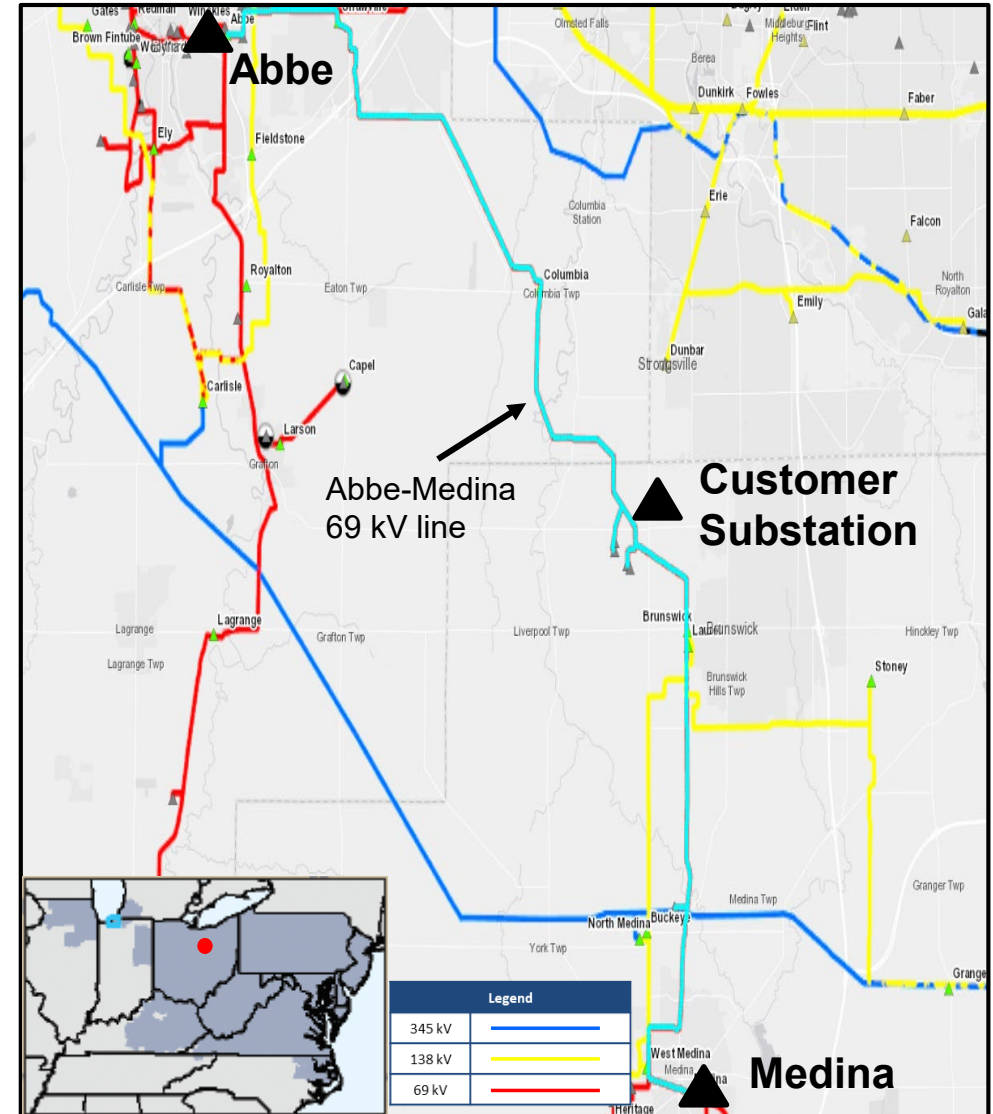 Gates
Redman
Winckles
Abbe
Brown Fintube
Abbe
Olmsted Falls
Middleburg
Heights
Flint
Berea
Dunkirk
Fowles
Faber
Ely
Fieldstone
Erie
Columbia
Station
Falcon
Carlisle Twp
Royalton
Eaton Twp
Columbia
Columbia Twp
North
Royalton
Emily
Gala
Dunbar
Strongsville
Capel
Carlisle
Larson
Grafton
Abbe-Medina
69 kV line
Customer
Substation
Lagrange
Lagrange
Grafton Twp
Liverpool Twp
Brunswick
Brunswick
Hinckley Twp
Lagrange Twp
Brunswick
Hills Twp
Stoney
Granger Twp
Medina Twp
North Medina
Buckeye
York Twp
Grange
Legend
345 kV
138 kV
69 kV
West Medina
Medina
Medina
Heritage